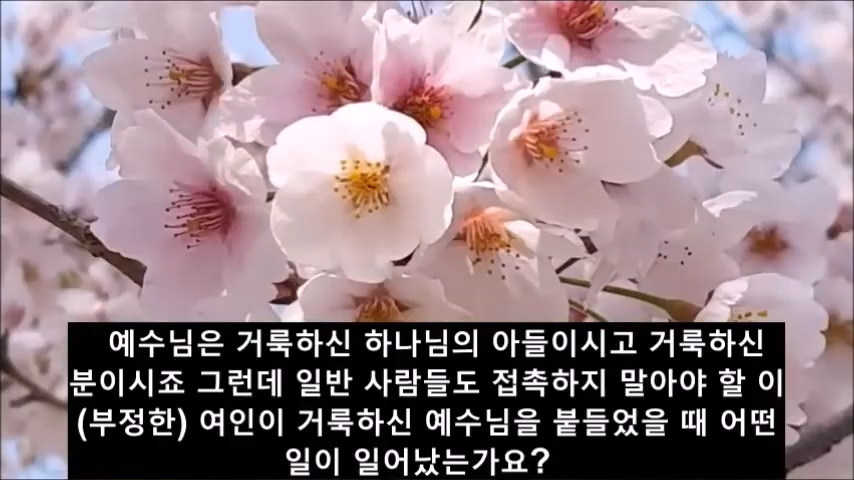 예수님은 거룩하신 하나님의 아들이시고 거룩하신
분이시죠 그런데 일반 사람들도 접촉하지 말아야 할 이
(부정한) 여인이 거룩하신 예수님을 붙들었을 때 어떤
일이 일어났는가요?